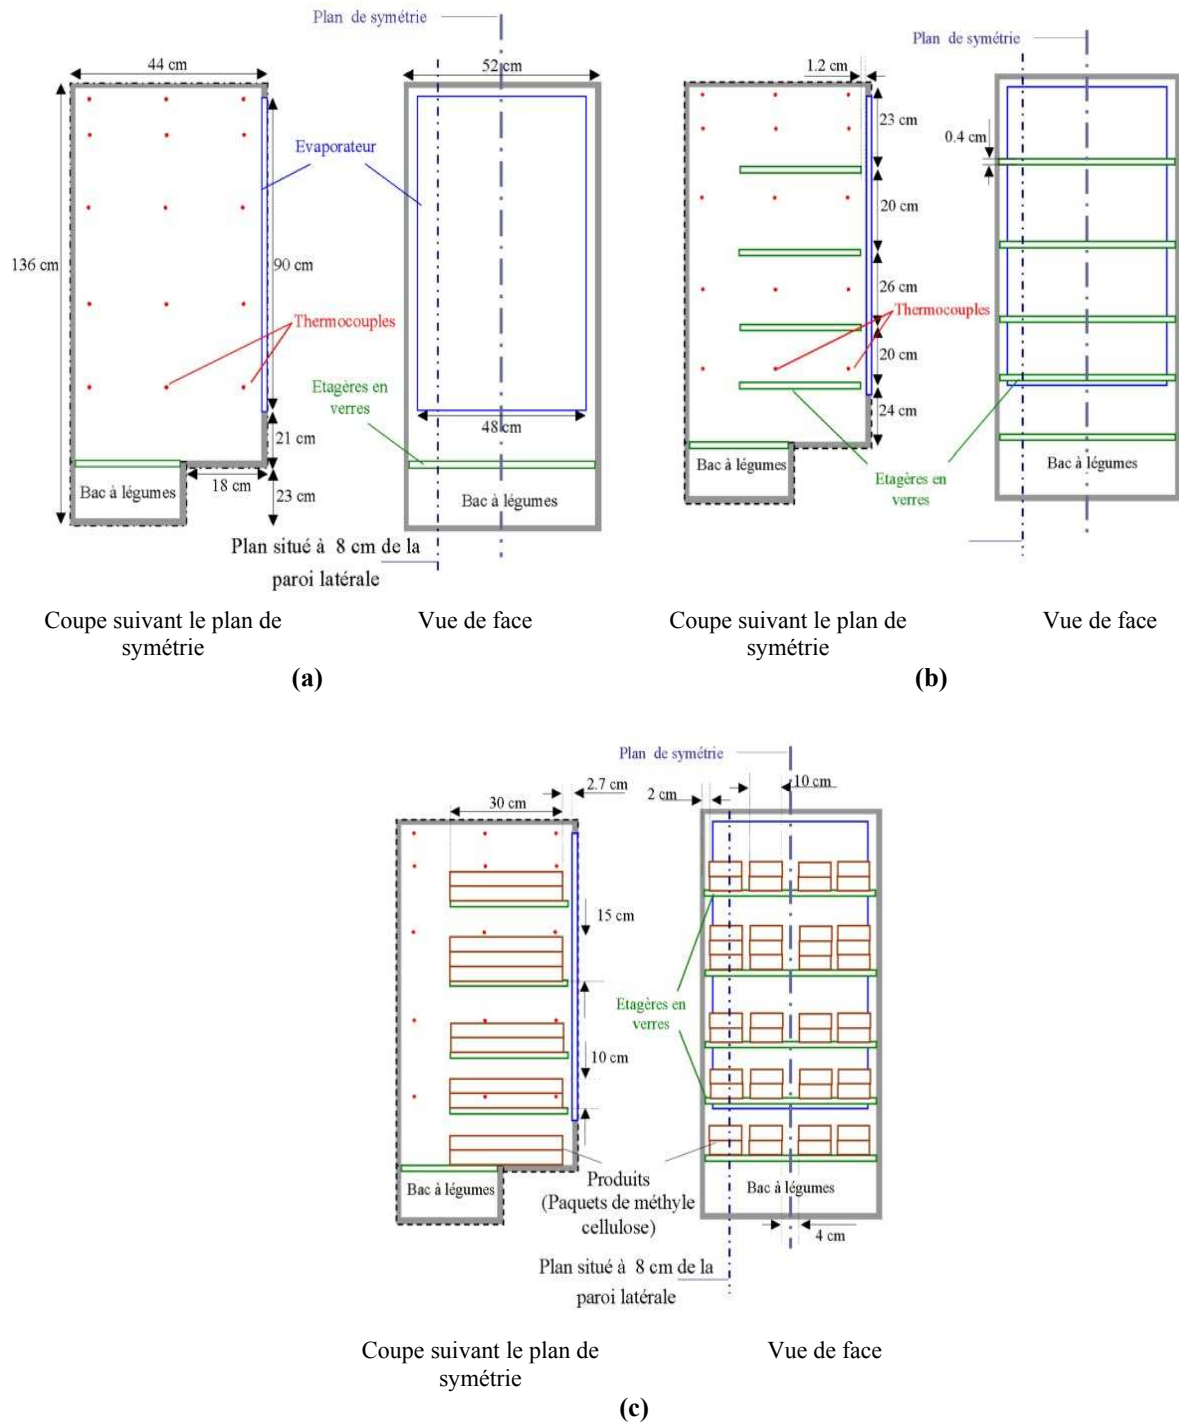 Plan de symétrie
44 cm
52 cm
Evaporateur
136 cm
90 cm
Thermocouples
Etagères en
verres
48 cm
21 cm
Bac à légumes
18 cm
23 cm
Bac à légumes
Plan situé à 8 cm de la
paroi latérale
Coupe suivant le plan de
symétrie
Vue de face
(a)
Plan de symétrie
1.2 cm
23 cm
0.4 cm
20 cm
26 cm
Thermocouples
20 cm
24 cm
Bac à légumes
Etagères en
verres
Bac à légumes
Coupe suivant le plan de
symétrie
Vue de face
(b)
Plan de symétrie
2.7 cm
10 cm
30 cm
2 cm
15 cm
Etagères en
verres
10 cm
Bac à légumes
Produits
(Paquets de méthyle
cellulose)
Bac à légumes
4 cm
Plan situé à 8 cm de la
paroi latérale
Coupe suivant le plan de
symétrie
Vue de face
(c)